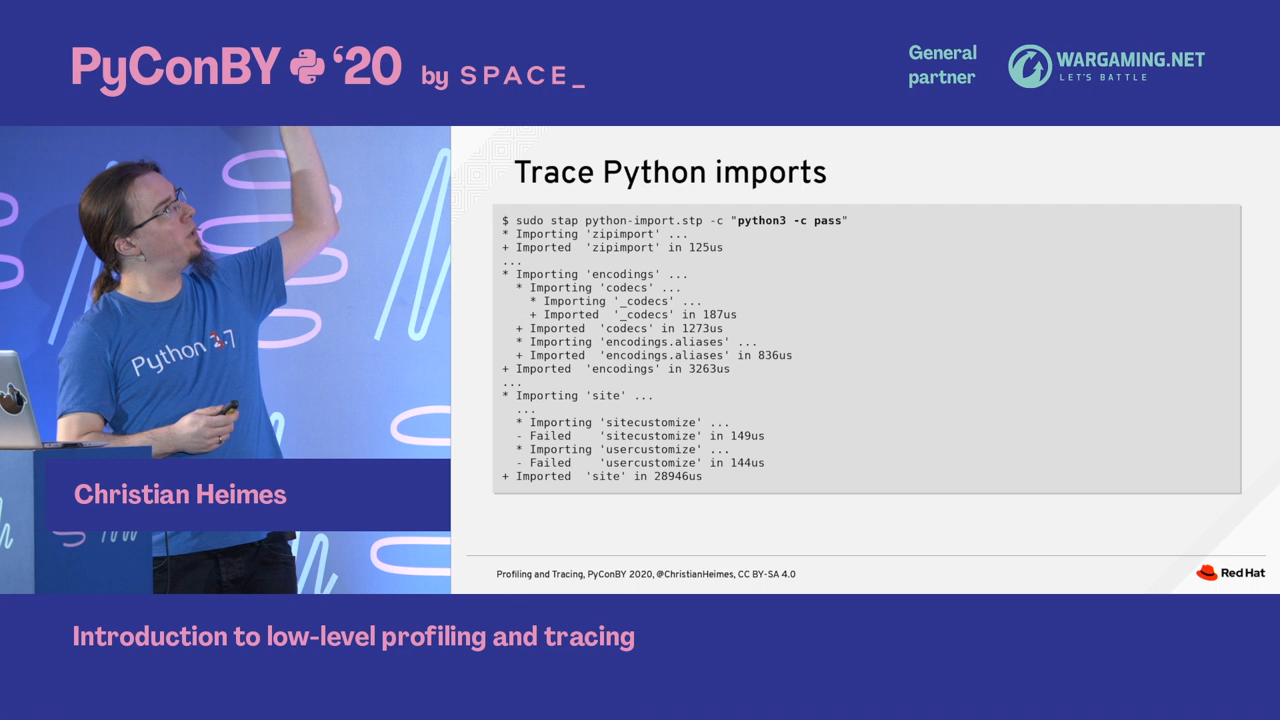 PyConBY '20 by SPACE_
General
partner
WARGAMING.NET
LET'S BATTLE
Python 2.7
Christian Heimes
Trace Python imports
$ sudo stap python-import.stp -c "python3 -c pass"
* Importing 'zipimport' ...
+ Imported  'zipimport' in 125us
...
* Importing 'encodings' ...
  * Importing 'codecs' ...
    * Importing '_codecs' ...
    + Imported  '_codecs' in 187us
  + Imported  'codecs' in 1273us
  * Importing 'encodings.aliases' ...
  + Imported  'encodings.aliases' in 836us
+ Imported  'encodings' in 3263us
...
* Importing 'site' ...
  ...
  * Importing 'sitecustomize' ...
  - Failed    'sitecustomize' in 149us
  * Importing 'usercustomize' ...
  - Failed    'usercustomize' in 144us
+ Imported  'site' in 28946us
Profiling and Tracing, PyConBY 2020, @ChristianHeimes, CC BY-SA 4.0
Red Hat
Introduction to low-level profiling and tracing